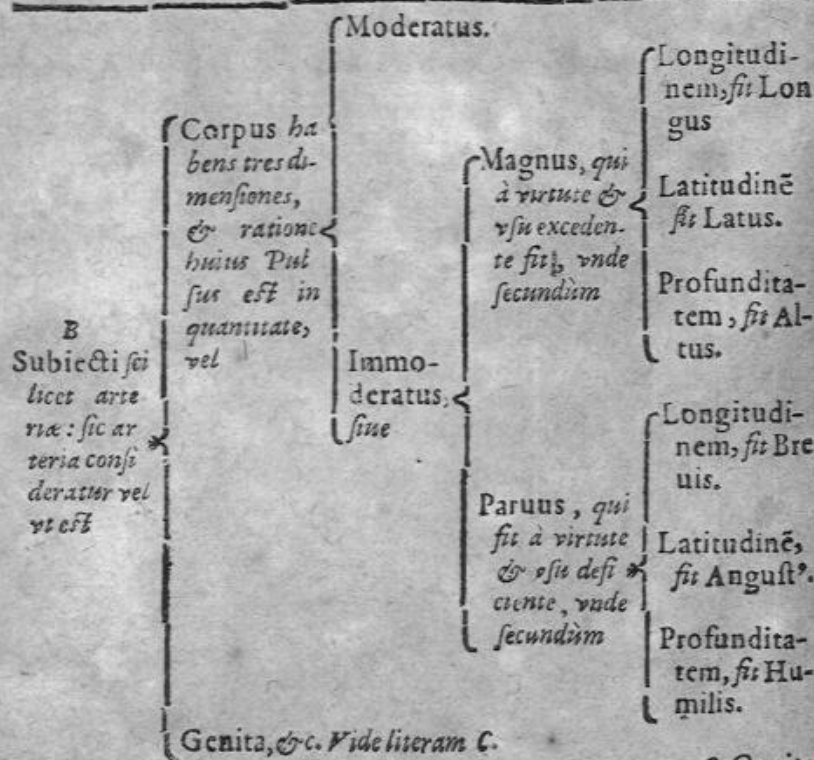 B
Subiecti sci
licet arte
riæ : sic ar
teria consi
deratur vel
vt est
Corpus ha
bens tres di-
mensiones,
& ratione
huius Pul
sus est in
quantitate,
vel
Moderatus.
Immo-
deratus,
siue
Magnus, qui
à virtute &
vsu exceden-
te fit, vnde
secundùm
Longitudi-
nem, fit Lon
gus
Latitudinē
fit Latus.
Profundita-
tem, fit Al-
tus.
Paruus, qui
fit à virtute
& vsu defi
ciente, vnde
secundùm
Longitudi-
nem, fit Bre
uis.
Latitudinē,
fit Angustꝰ.
Profundita-
tem, fit Hu-
milis.
Genita, &c. Vide literam C.